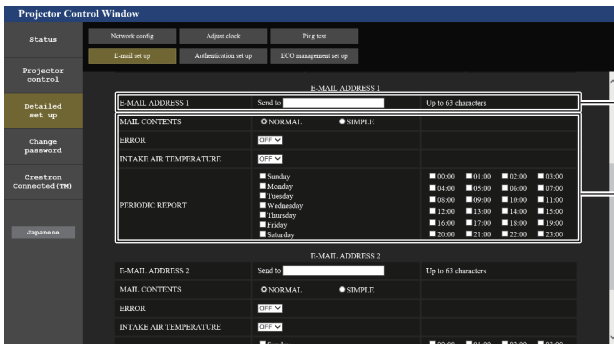 Projector Control Window
Status
Projector
control
Detailed
set up
Change
password
Crestron
Connected(TM)
Japanese
Network config Adjust clock Ping test
E-mail set up Authentication set up ECO management set up
E-MAIL ADDRESS 1
E-MAIL ADDRESS 1 Send to Up to 63 characters
MAIL CONTENTS NORMAL SIMPLE
ERROR OFF
INTAKE AIR TEMPERATURE OFF
PERIODIC REPORT
Sunday
Monday
Tuesday
Wednesday
Thursday
Friday
Saturday
00:00 01:00 02:00 03:00
04:00 05:00 06:00 07:00
08:00 09:00 10:00 11:00
12:00 13:00 14:00 15:00
16:00 17:00 18:00 19:00
20:00 21:00 22:00 23:00
E-MAIL ADDRESS 2
E-MAIL ADDRESS 2 Send to Up to 63 characters
MAIL CONTENTS NORMAL SIMPLE
ERROR OFF
INTAKE AIR TEMPERATURE OFF